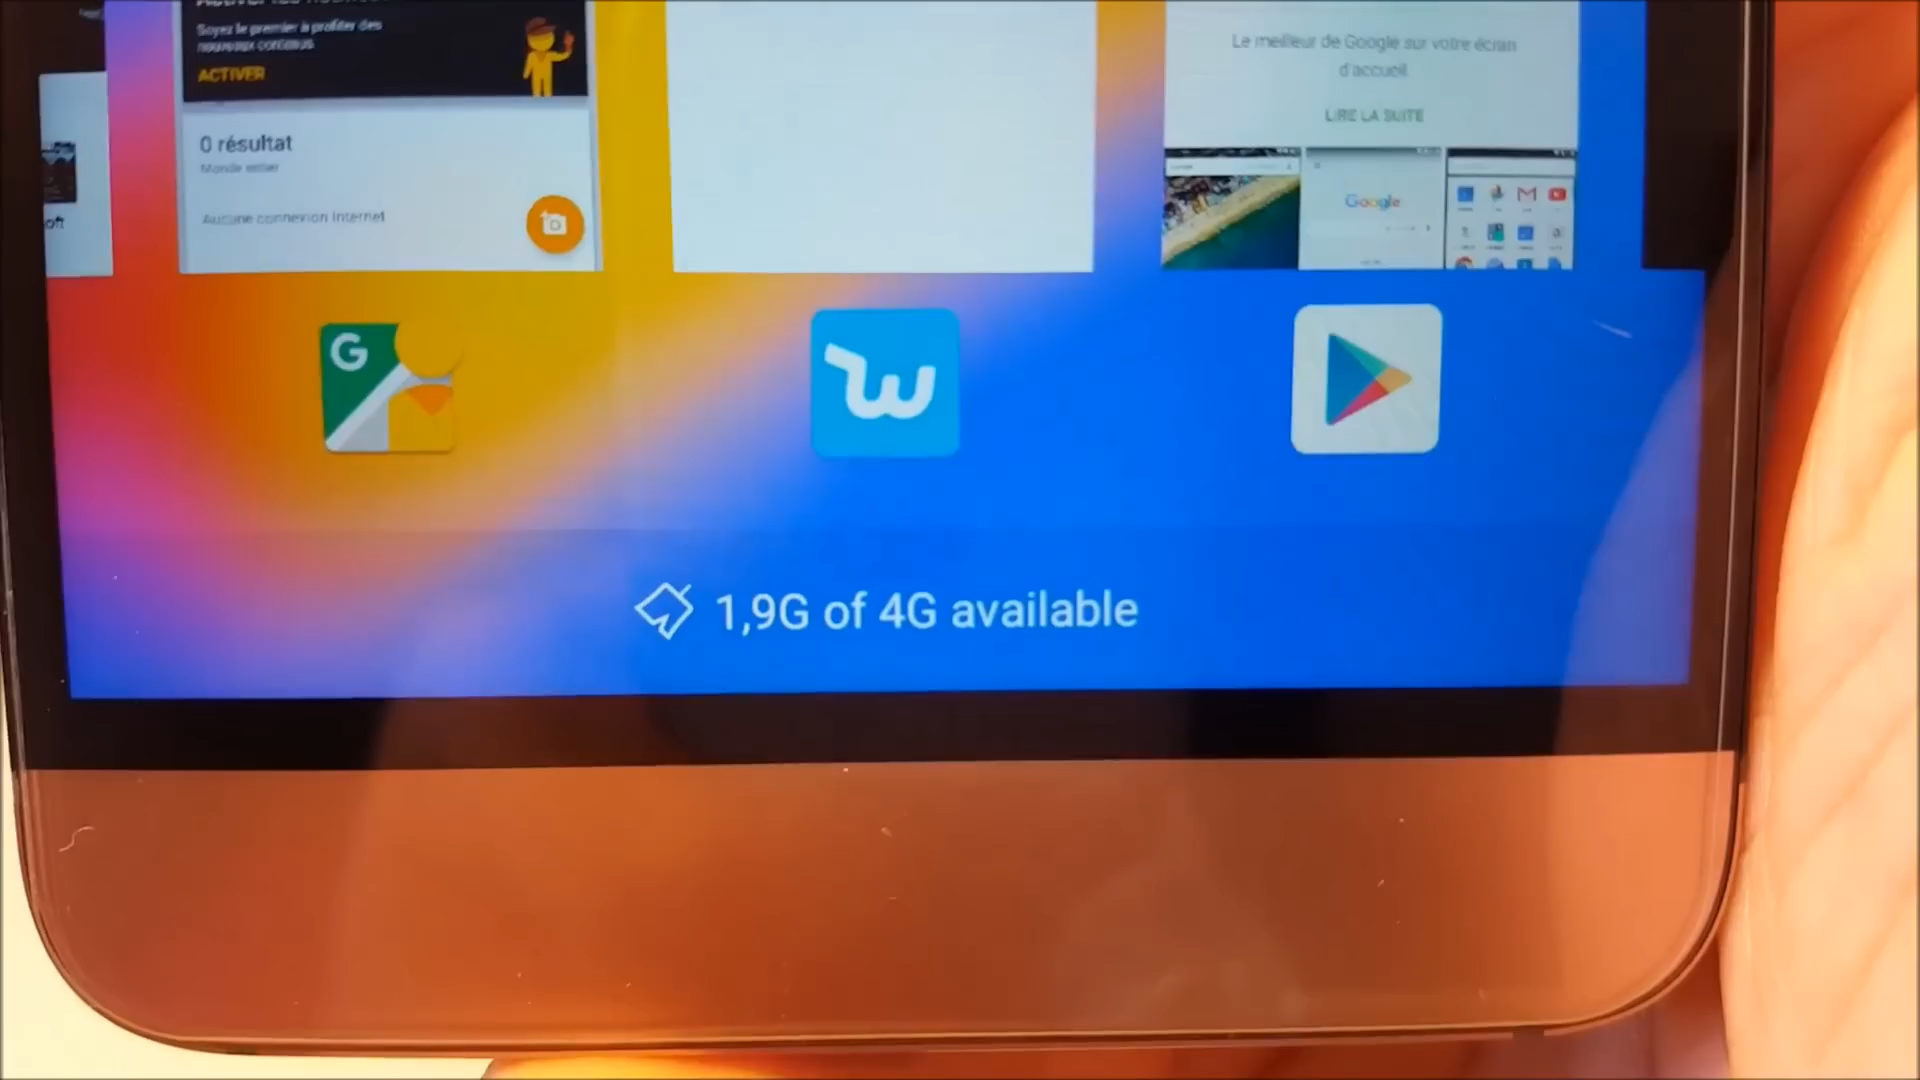 Soyez le premier à profiter des
nouveaux contenus
ACTIVER
0 résultat
Monde entier
Aucune connexion Internet
oft
Le meilleur de Google sur votre écran
d'accueil
LIRE LA SUITE
Google
G
w
1,9G of 4G available